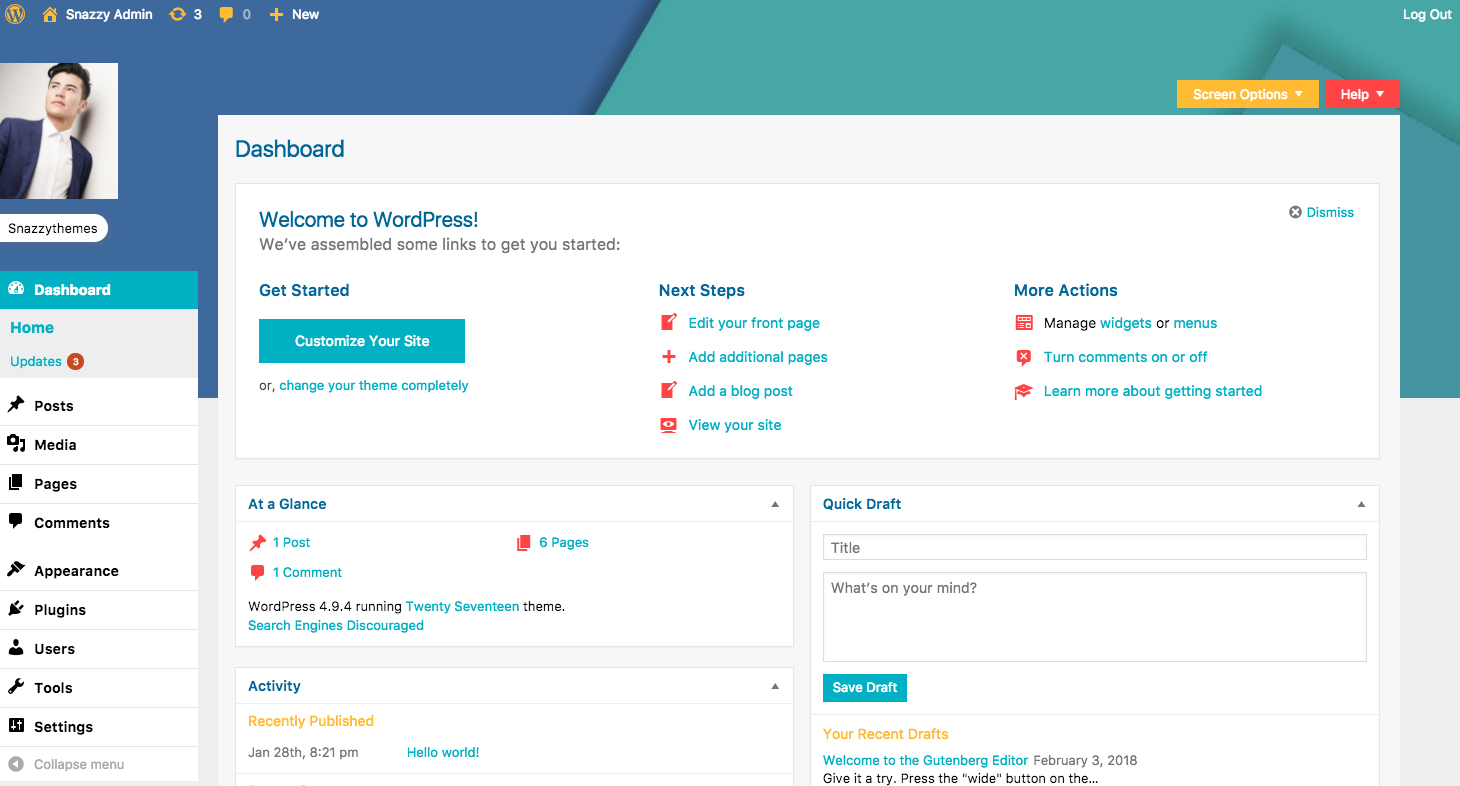 Snazzy Admin 3 0 New Log Out
Screen Options Help
Snazzythemes
Dashboard
Home
Updates 3
Posts
Media
Pages
Comments
Appearance
Plugins
Users
Tools
Settings
Collapse menu
Dashboard
Welcome to WordPress!
Dismiss
We've assembled some links to get you started:
Get Started
Customize Your Site
or, change your theme completely
Next Steps
Edit your front page
Add additional pages
Add a blog post
View your site
More Actions
Manage widgets or menus
Turn comments on or off
Learn more about getting started
At a Glance
1 Post 6 Pages
1 Comment
WordPress 4.9.4 running Twenty Seventeen theme.
Search Engines Discouraged
Activity
Recently Published
Jan 28th, 8:21 pm Hello world!
Quick Draft
Title
What's on your mind?
Save Draft
Your Recent Drafts
Welcome to the Gutenberg Editor February 3, 2018
Give it a try. Press the "wide" button on the...